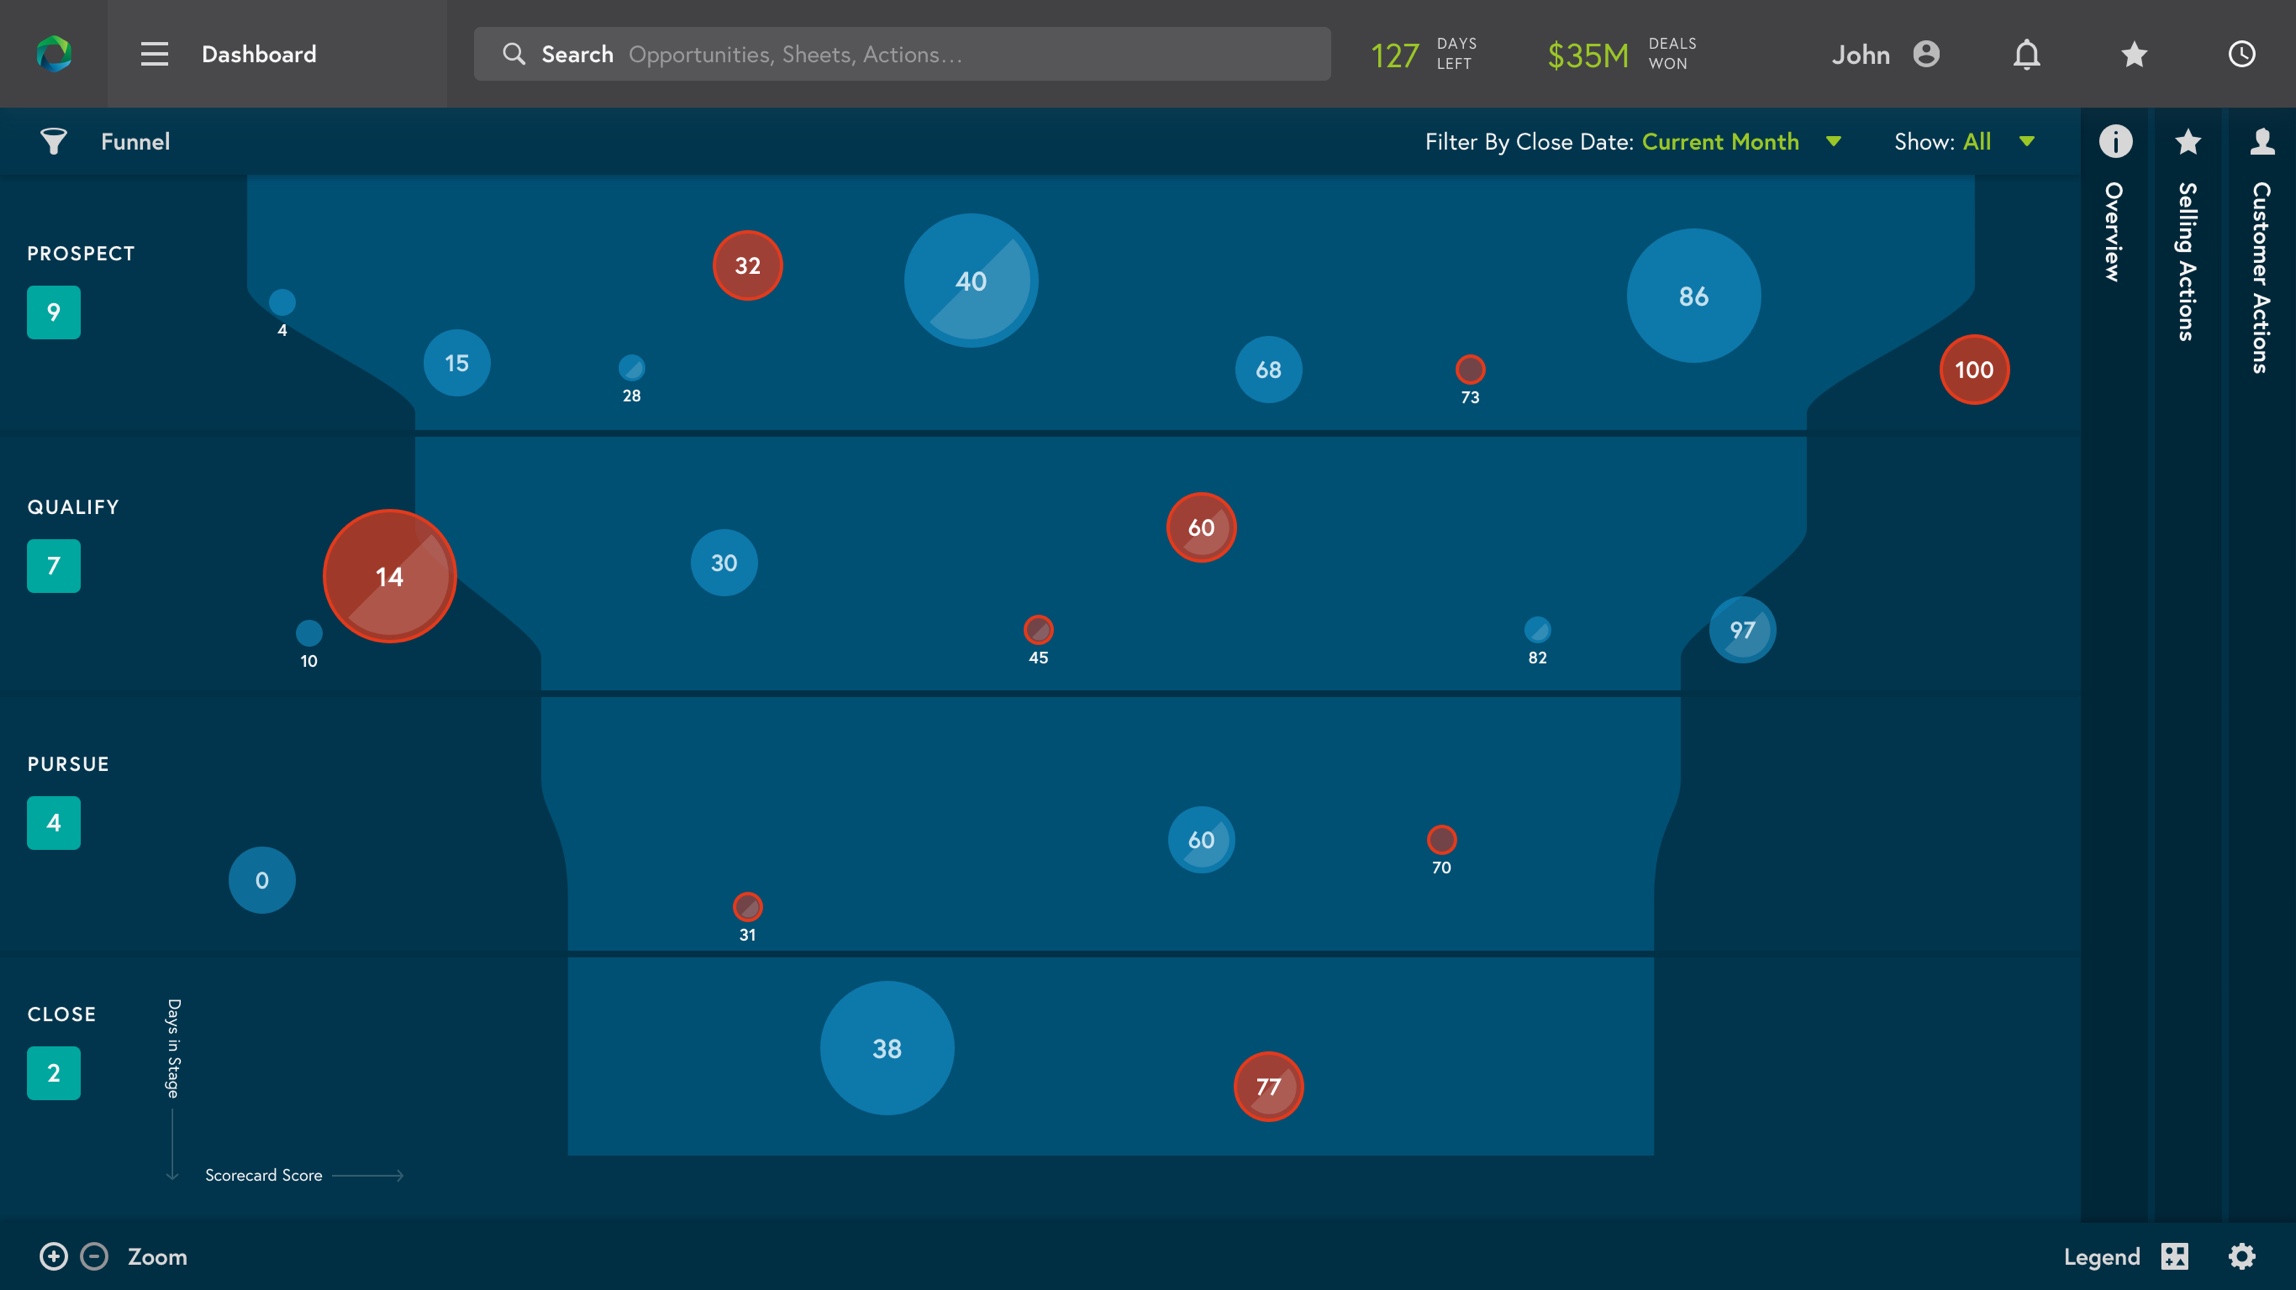 Dashboard
Search Opportunities, Sheets, Actions...
127 DAYS LEFT
$35M DEALS WON
John
Funnel
Filter By Close Date: Current Month
Show: All
Overview
Selling Actions
Customer Actions
PROSPECT
9
4
15
28
32
40
68
73
86
100
QUALIFY
7
10
14
30
45
60
82
97
PURSUE
4
0
31
60
70
CLOSE
2
38
77
Days in Stage
Scorecard Score
Zoom
Legend